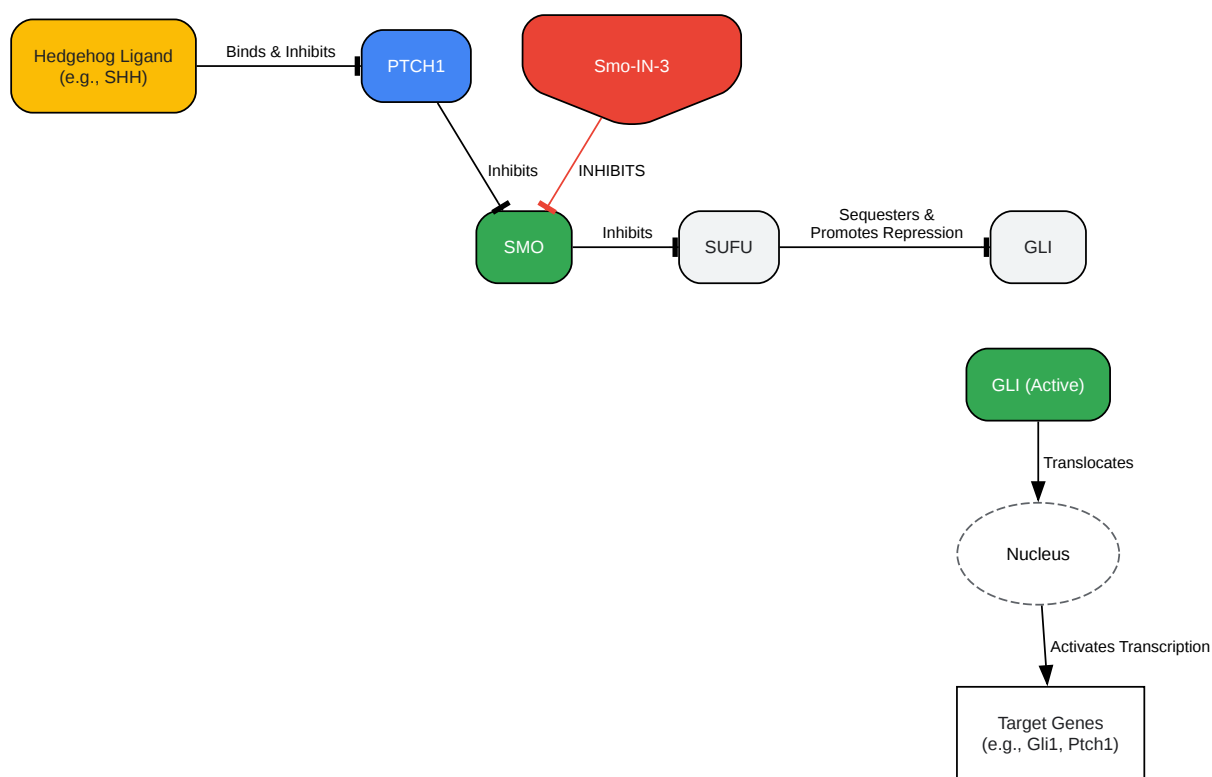 Hedgehog Ligand
(e.g., SHH)
Binds & Inhibits
PTCH1
Smo-IN-3
Inhibits
INHIBITS
SMO
Inhibits
SUFU
Sequesters &
Promotes Repression
GLI
GLI (Active)
Translocates
Nucleus
Activates Transcription
Target Genes
(e.g., Gli1, Ptch1)